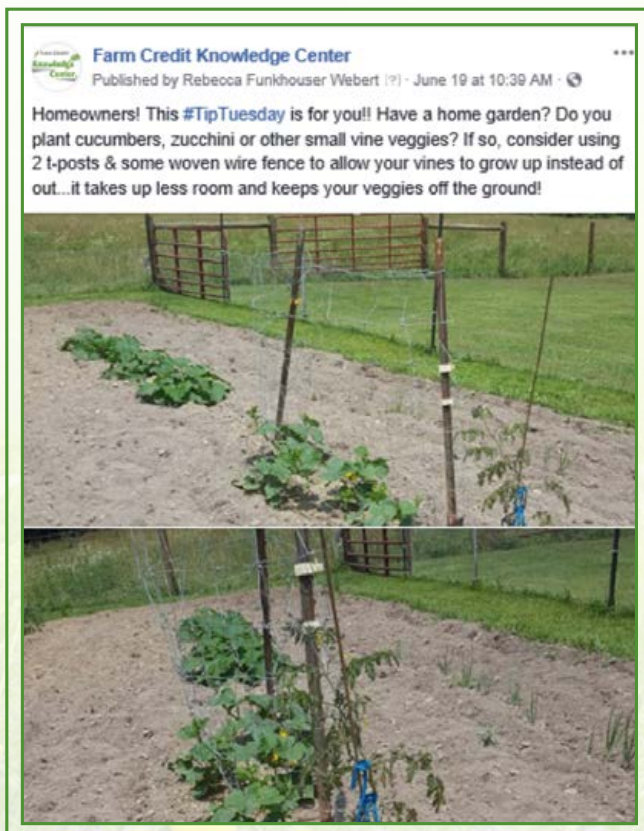 Farm Credit Knowledge Center
Published by Rebecca Funkhouser Webert [?] · June 19 at 10:39 AM ·
Homeowners! This #TipTuesday is for you!! Have a home garden? Do you
plant cucumbers, zucchini or other small vine veggies? If so, consider using
2 t-posts & some woven wire fence to allow your vines to grow up instead of
out...it takes up less room and keeps your veggies off the ground!
Knowledge
Center